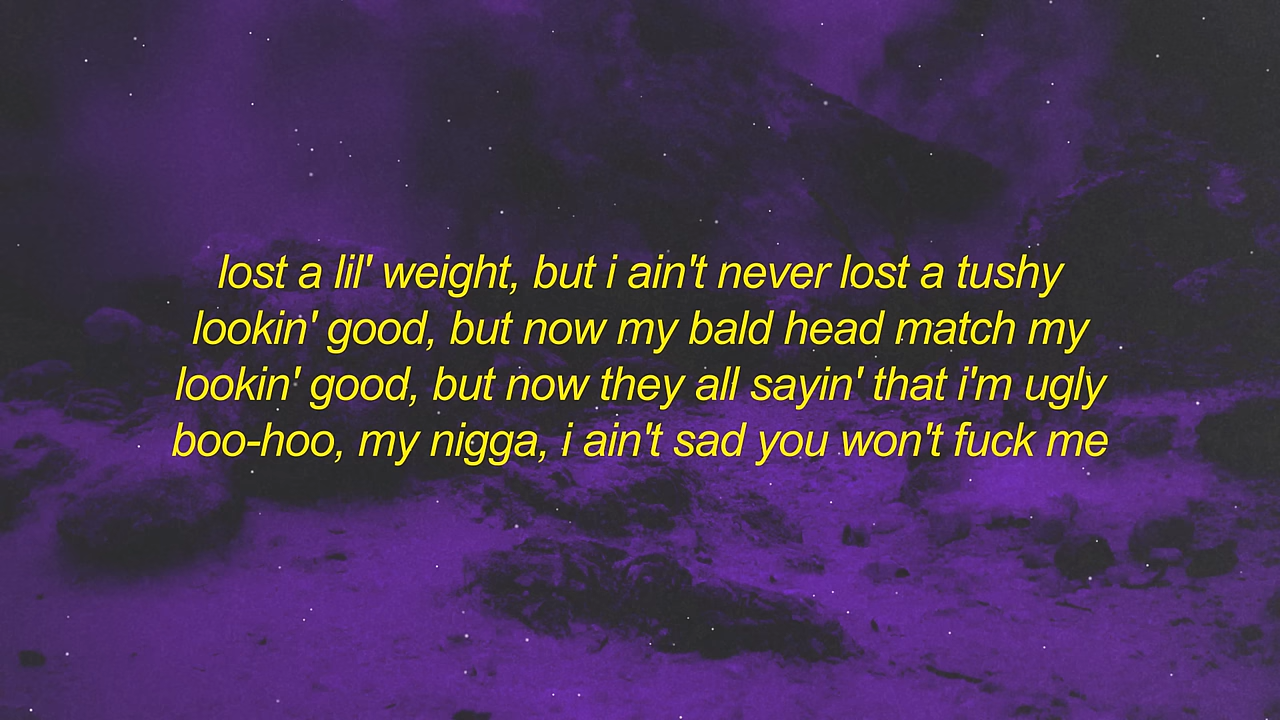 lost a lil' weight, but i ain't never lost a tushy
lookin' good, but now my bald head match my
lookin' good, but now they all sayin' that i'm ugly
boo-hoo, my nigga, i ain't sad you won't fuck me